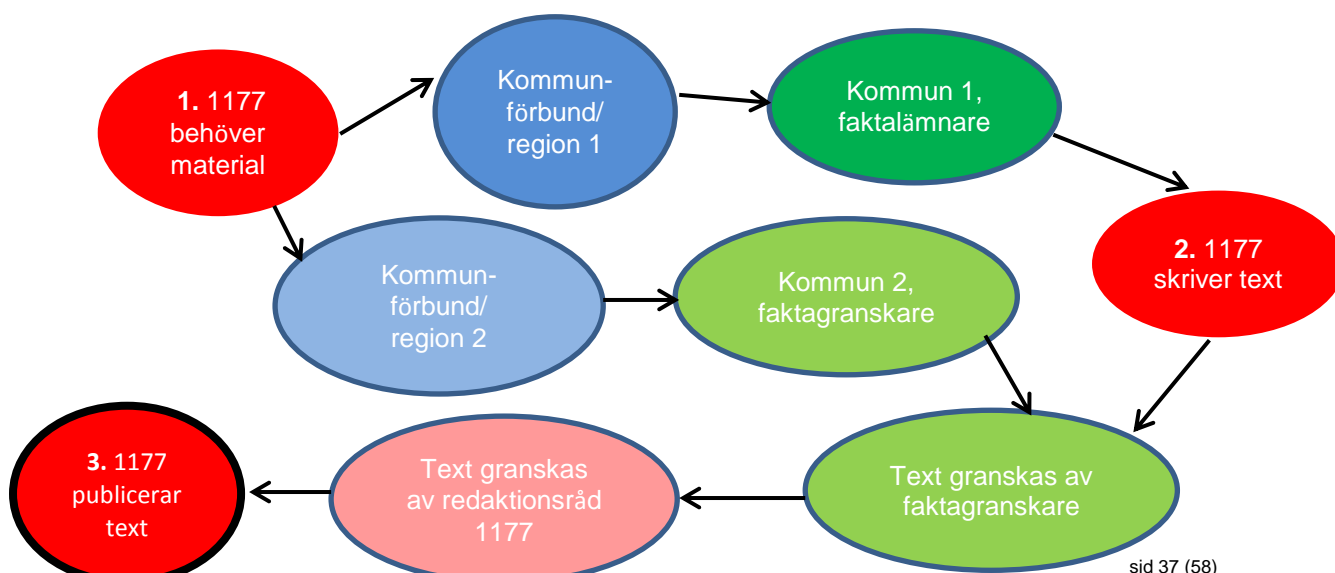 1. 1177
behöver
material
Kommun-
förbund/
region 1
Kommun 1,
faktalämnare
2. 1177
skriver text
Kommun-
förbund/
region 2
Kommun 2,
faktagranskare
Text granskas av
faktagranskare
Text granskas
av redaktionsråd
1177
3. 1177
publicerar
text
sid 37 (58)